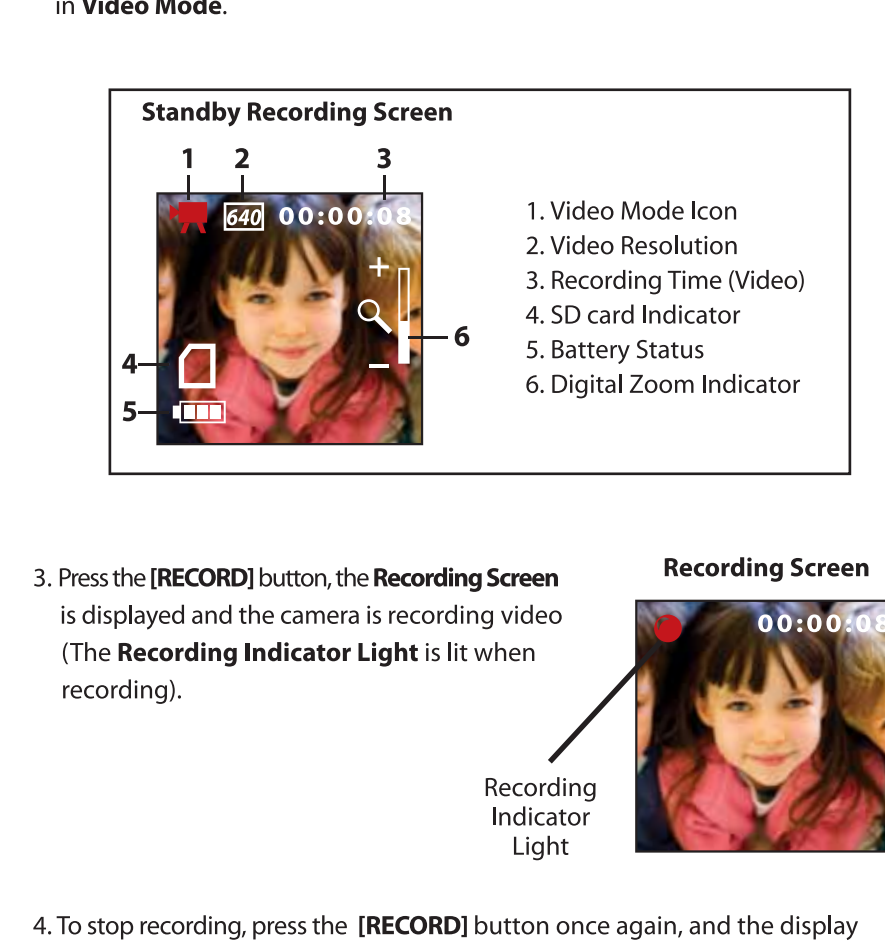 in Video Mode.
Standby Recording Screen
1 2 3
640 00:00:08
1. Video Mode Icon
2. Video Resolution
3. Recording Time (Video)
4. SD card Indicator
5. Battery Status
6. Digital Zoom Indicator
+
6
4
–
5
3. Press the [RECORD] button, the Recording Screen
is displayed and the camera is recording video
(The Recording Indicator Light is lit when
recording).
Recording Screen
00:00:08
Recording
Indicator
Light
4. To stop recording, press the [RECORD] button once again, and the display